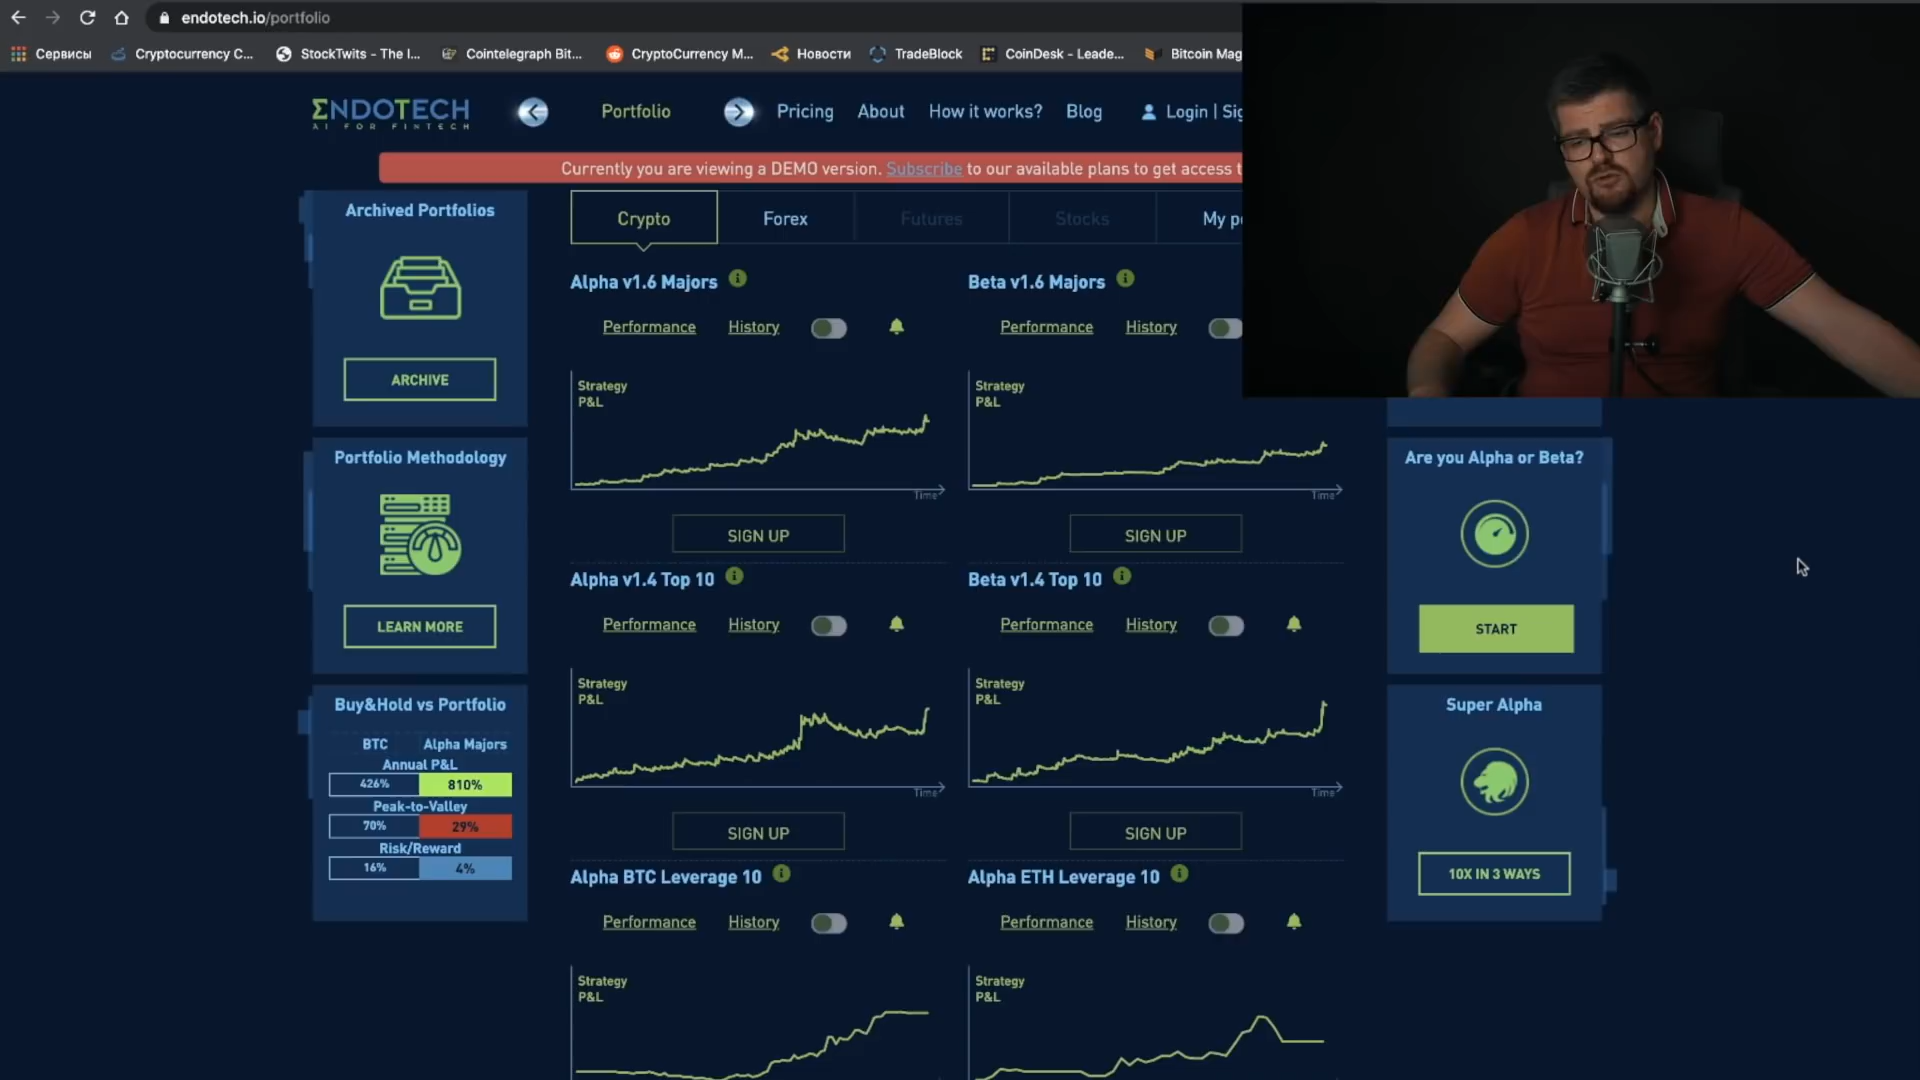 endotech.io/portfolio
Сервисы
Cryptocurrency C...
StockTwits - The I...
Cointelegraph Bit...
CryptoCurrency M...
Новости
TradeBlock
CoinDesk - Leade...
Bitcoin Mag
ΣNDOTECH
AI FOR FINTECH
Portfolio
Pricing
About
How it works?
Blog
Login | Sig
Currently you are viewing a DEMO version. Subscribe to our available plans to get access t
Archived Portfolios
ARCHIVE
Portfolio Methodology
LEARN MORE
Buy&Hold vs Portfolio
BTC Alpha Majors
Annual P&L
426% 810%
Peak-to-Valley
70% 29%
Risk/Reward
16% 4%
Crypto
Forex
Futures
Stocks
My po
Alpha v1.6 Majors
Performance History
Strategy
P&L
Time
SIGN UP
Beta v1.6 Majors
Performance History
Strategy
P&L
Time
SIGN UP
Alpha v1.4 Top 10
Performance History
Strategy
P&L
Time
SIGN UP
Beta v1.4 Top 10
Performance History
Strategy
P&L
Time
SIGN UP
Alpha BTC Leverage 10
Performance History
Strategy
P&L
Alpha ETH Leverage 10
Performance History
Strategy
P&L
Are you Alpha or Beta?
START
Super Alpha
10X IN 3 WAYS